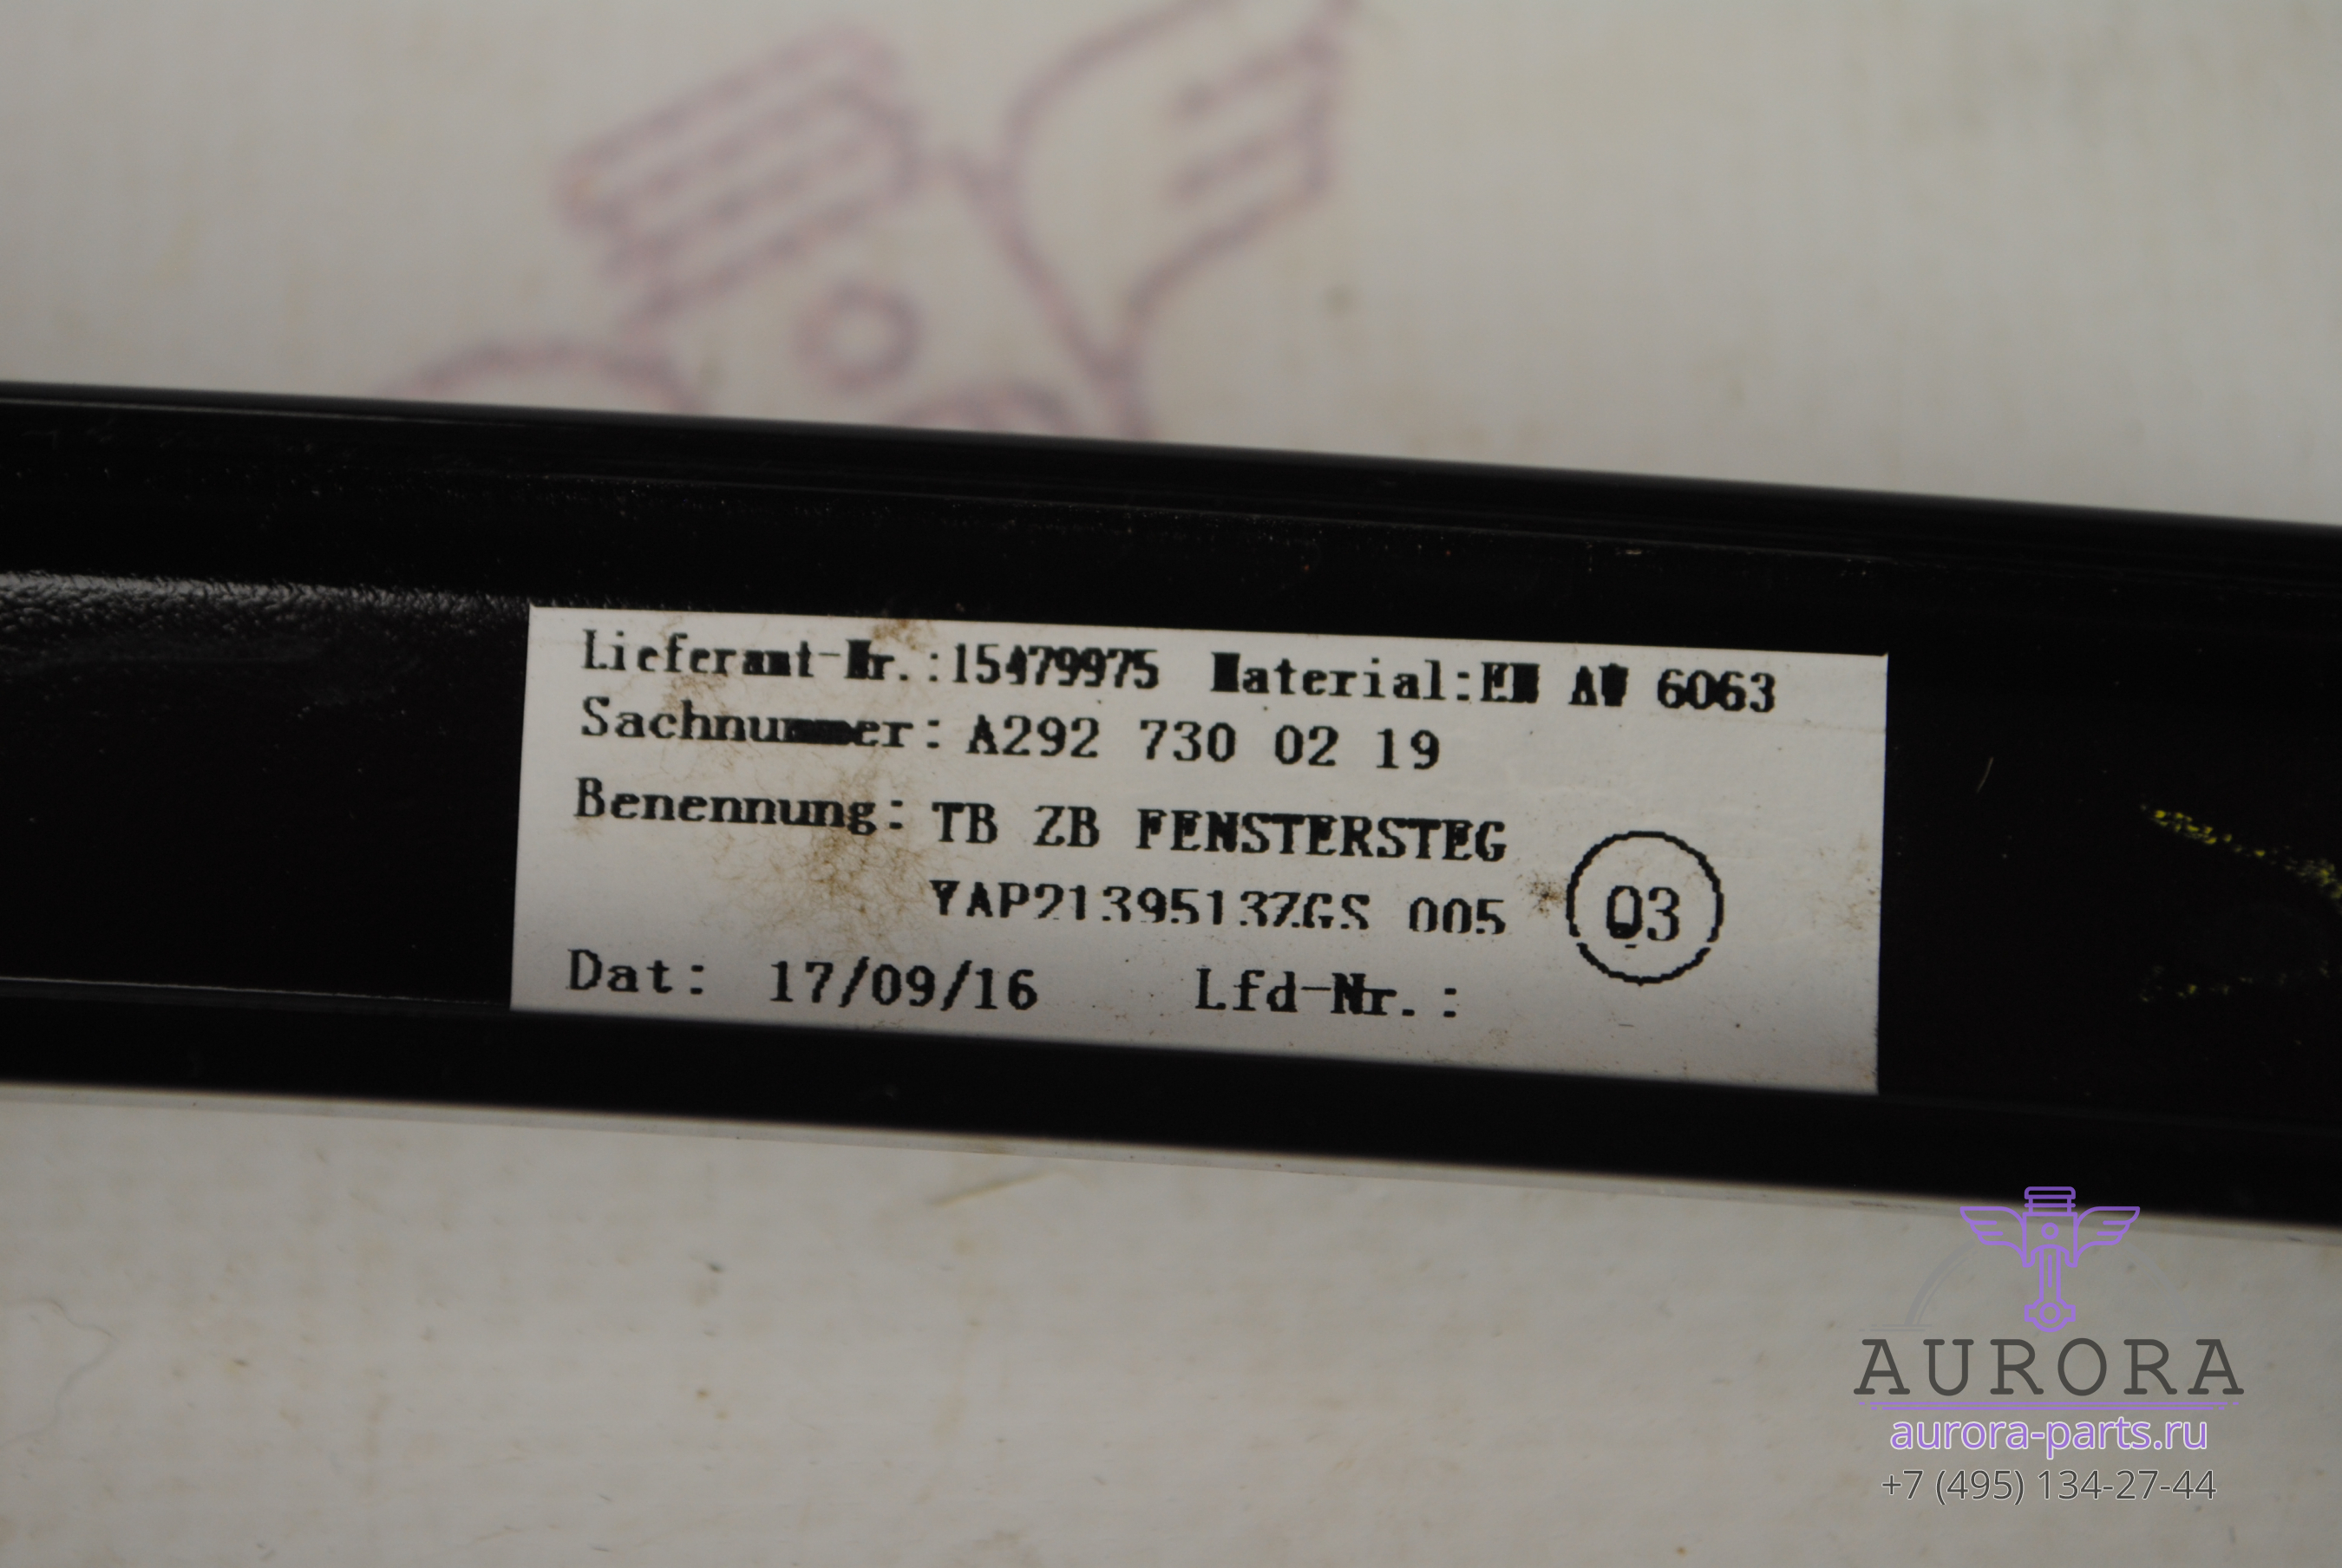 Lieferant-Nr.:15479975 Material:EN AW 6063
Sachnummer: A292 730 02 19
Benennung: TB ZB FENSTERSTEG
YAP2139513ZGS 005
03
Dat: 17/09/16 Lfd-Nr.:
AURORA
aurora-parts.ru
+7 (495) 134-27-44